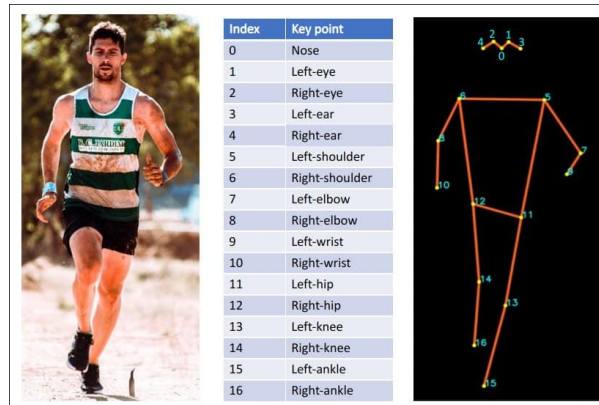 Index Key point
0 Nose
1 Left-eye
2 Right-eye
3 Left-ear
4 Right-ear
5 Left-shoulder
6 Right-shoulder
7 Left-elbow
8 Right-elbow
9 Left-wrist
10 Right-wrist
11 Left-hip
12 Right-hip
13 Left-knee
14 Right-knee
15 Left-ankle
16 Right-ankle
2 1
4 3
0
6 5
8 7
10 9
12 11
14
13
16
15